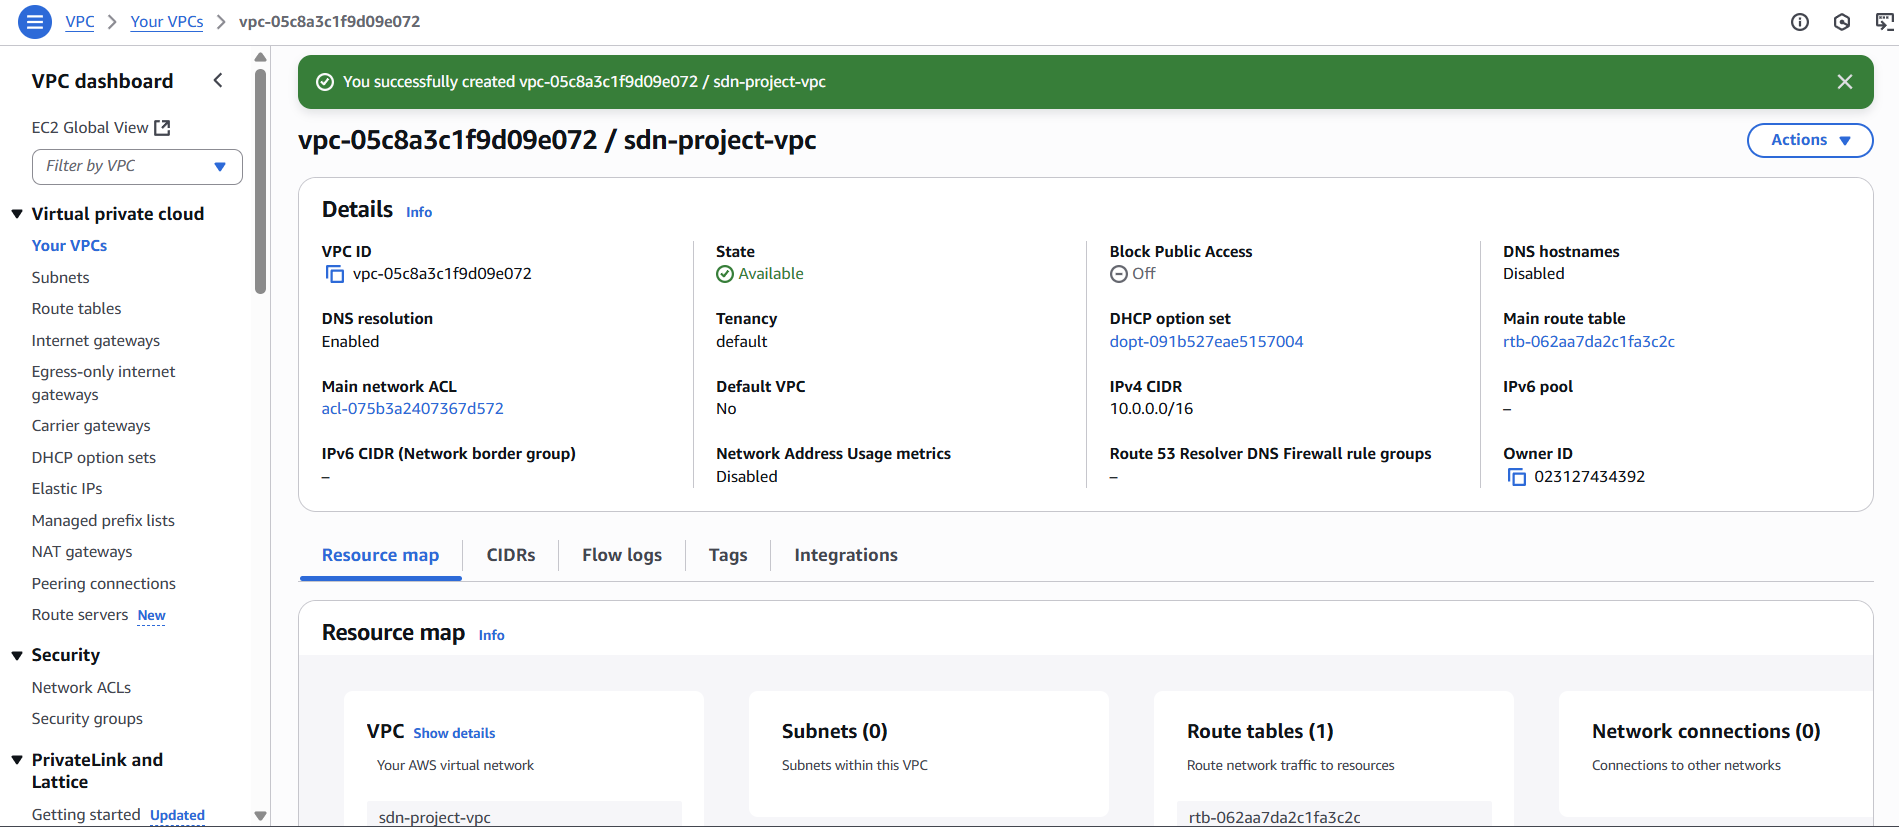 VPC > Your VPCs > vpc-05c8a3c1f9d09e072
VPC dashboard
EC2 Global View
Filter by VPC
Virtual private cloud
Your VPCs
Subnets
Route tables
Internet gateways
Egress-only internet
gateways
Carrier gateways
DHCP option sets
Elastic IPs
Managed prefix lists
NAT gateways
Peering connections
Route servers New
Security
Network ACLs
Security groups
PrivateLink and
Lattice
Getting started Updated
You successfully created vpc-05c8a3c1f9d09e072 / sdn-project-vpc
vpc-05c8a3c1f9d09e072 / sdn-project-vpc
Actions
Details Info
VPC ID
vpc-05c8a3c1f9d09e072
State
Available
Block Public Access
Off
DNS hostnames
Disabled
DNS resolution
Enabled
Tenancy
default
DHCP option set
dopt-091b527eae5157004
Main route table
rtb-062aa7da2c1fa3c2c
Main network ACL
acl-075b3a2407367d572
Default VPC
No
IPv4 CIDR
10.0.0.0/16
IPv6 pool
–
IPv6 CIDR (Network border group)
–
Network Address Usage metrics
Disabled
Route 53 Resolver DNS Firewall rule groups
–
Owner ID
023127434392
Resource map
CIDRs
Flow logs
Tags
Integrations
Resource map Info
VPC Show details
Your AWS virtual network
sdn-project-vpc
Subnets (0)
Subnets within this VPC
Route tables (1)
Route network traffic to resources
rtb-062aa7da2c1fa3c2c
Network connections (0)
Connections to other networks